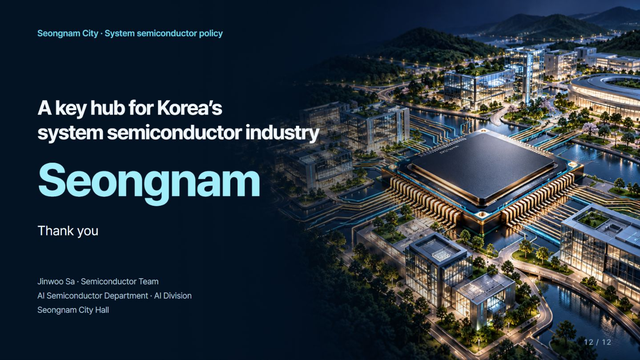 Seongnam City · System semiconductor policy
A key hub for Korea's
system semiconductor industry
Seongnam
Thank you
Jinwoo Sa · Semiconductor Team
AI Semiconductor Department · AI Division
Seongnam City Hall
12 / 12